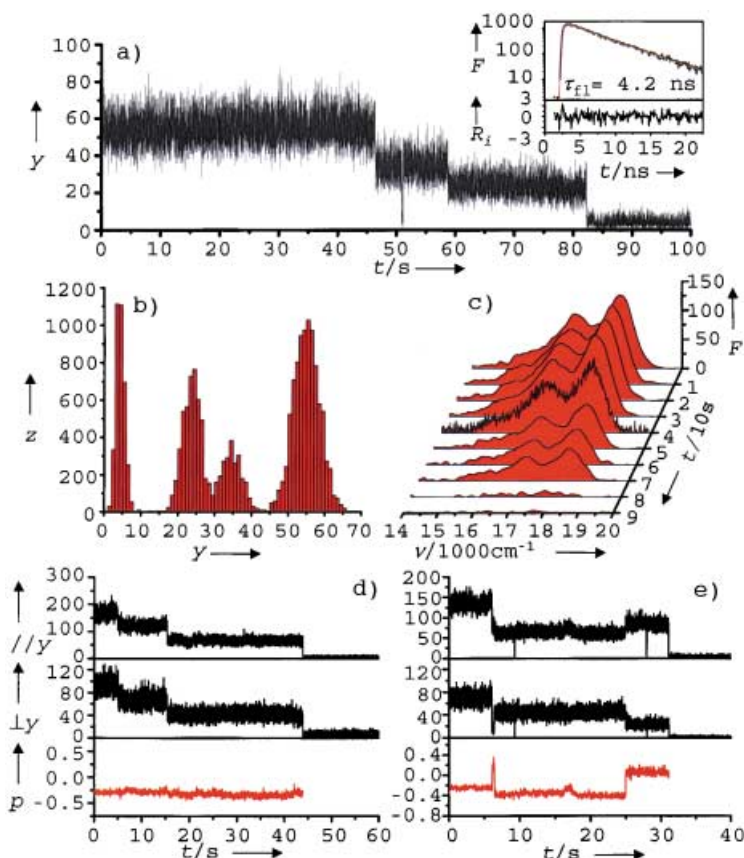 a)
100
80
60
40
20
0
y
0 10 20 30 40 50 60 70 80 90 100
t/s
1000
100
10
3
0
-3
F
R_i
τ_fl= 4.2 ns
0 5 10 15 20
t/ns
b)
1200
1000
800
600
400
200
0
z
0 10 20 30 40 50 60 70
y
c)
150
100
50
0
F
0
1
2
3
4
5
6
7
8
9
t/10s
14 15 16 17 18 19 20
ν/1000cm⁻¹
d)
300
200
100
0
//y
120
80
40
0
⊥y
0.5
0.0
-0.5
p
0 10 20 30 40 50 60
t/s
e)
200
150
100
50
0
120
80
40
0
0.4
0.0
-0.4
-0.8
0 10 20 30 40
t/s